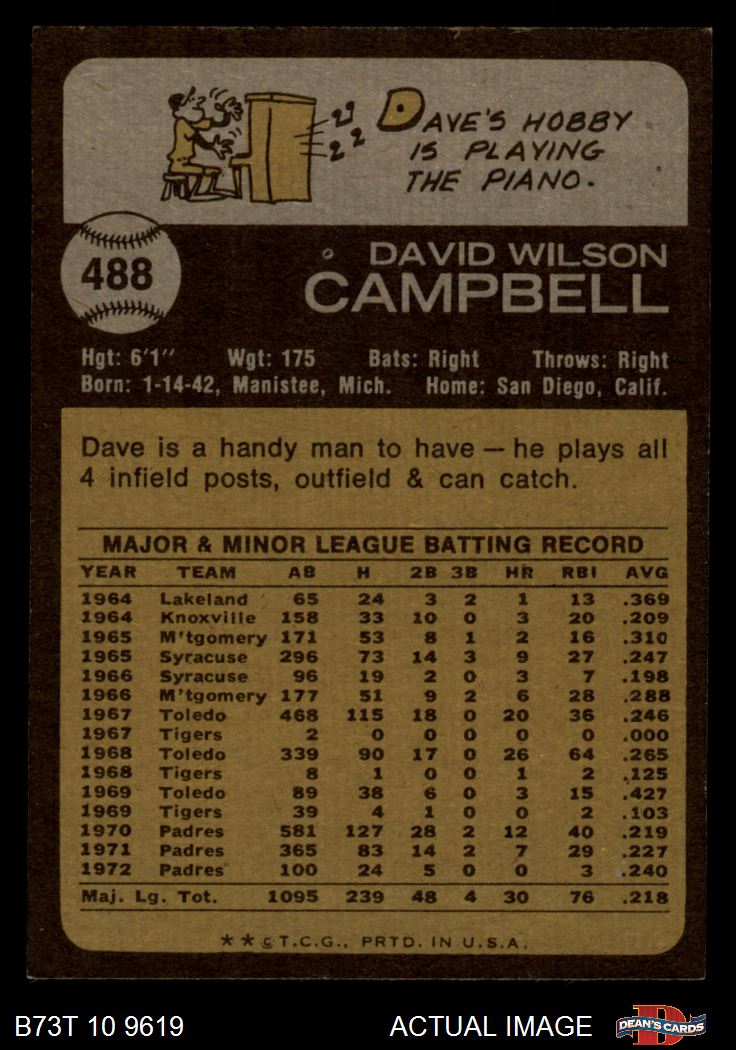 DAVE'S HOBBY
IS PLAYING
THE PIANO.
488
DAVID WILSON
CAMPBELL
Hgt: 6'1" Wgt: 175 Bats: Right Throws: Right
Born: 1-14-42, Manistee, Mich. Home: San Diego, Calif.
Dave is a handy man to have — he plays all
4 infield posts, outfield & can catch.
MAJOR & MINOR LEAGUE BATTING RECORD
YEAR TEAM AB H 2B 3B HR RBI AVG
1964 Lakeland 65 24 3 2 1 13 .369
1964 Knoxville 158 33 10 0 3 20 .209
1965 M'tgomery 171 53 8 1 2 16 .310
1965 Syracuse 296 73 14 3 9 27 .247
1966 Syracuse 96 19 2 0 3 7 .198
1966 M'tgomery 177 51 9 2 6 28 .288
1967 Toledo 468 115 18 0 20 36 .246
1967 Tigers 2 0 0 0 0 0 .000
1968 Toledo 339 90 17 0 26 64 .265
1968 Tigers 8 1 0 0 1 2 .125
1969 Toledo 89 38 6 0 3 15 .427
1969 Tigers 39 4 1 0 0 2 .103
1970 Padres 581 127 28 2 12 40 .219
1971 Padres 365 83 14 2 7 29 .227
1972 Padres 100 24 5 0 0 3 .240
Maj. Lg. Tot. 1095 239 48 4 30 76 .218
★★©T.C.G., PRTD. IN U.S.A.
B73T 10 9619 ACTUAL IMAGE
DEAN'S CARDS